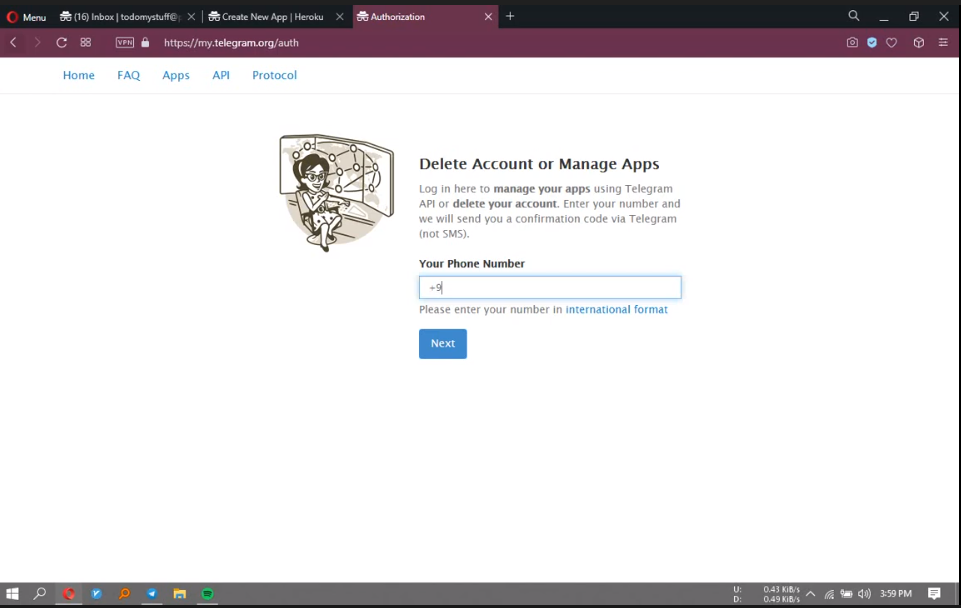 Menu
(16) Inbox | todomystuff@
Create New App | Heroku
Authorization
VPN
https://my.telegram.org/auth
Home
FAQ
Apps
API
Protocol
Delete Account or Manage Apps
Log in here to manage your apps using Telegram
API or delete your account. Enter your number and
we will send you a confirmation code via Telegram
(not SMS).
Your Phone Number
+9
Please enter your number in international format
Next
U: 0.43 KiB/s
D: 0.49 KiB/s
3:59 PM